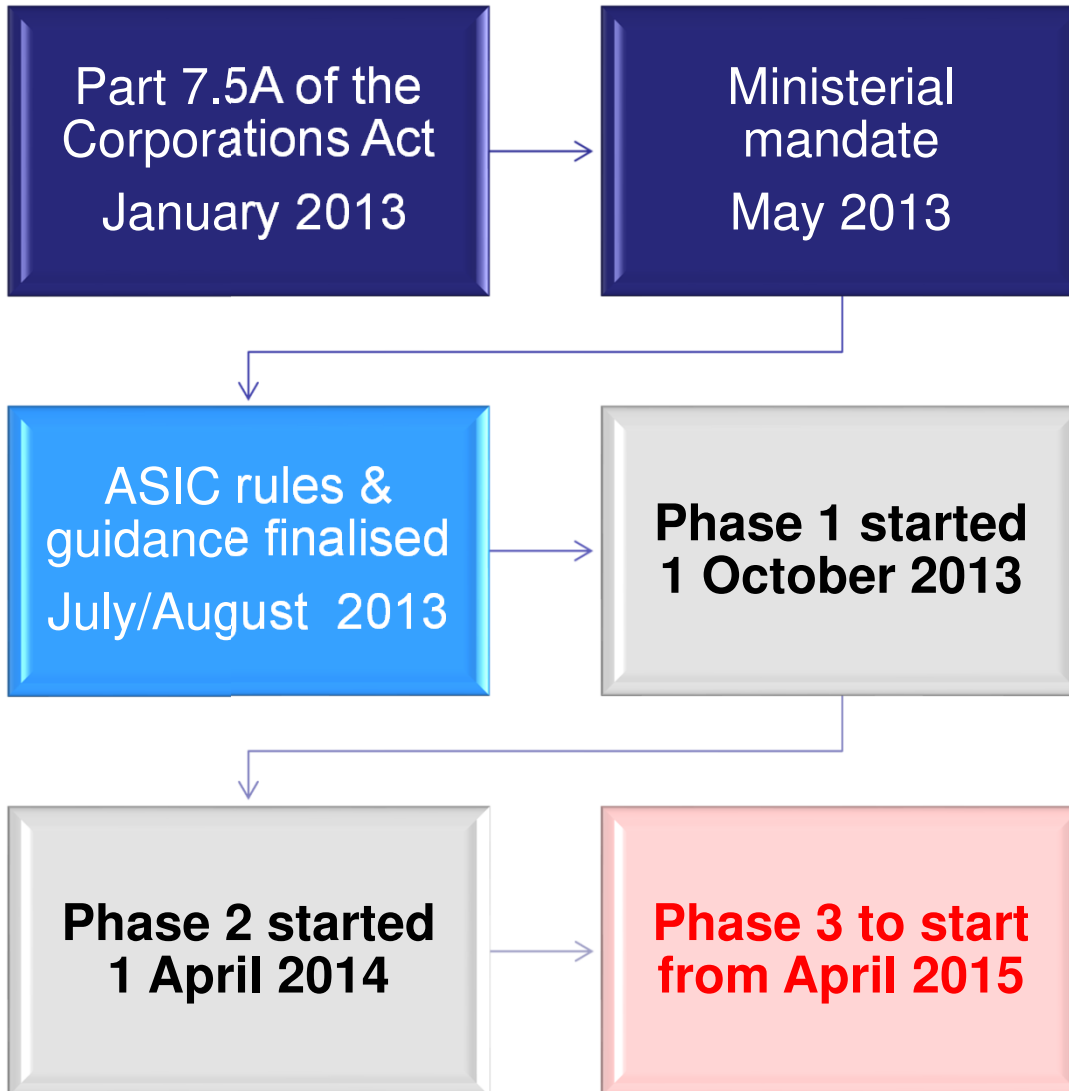 Part 7.5A of the
Corporations Act
January 2013
Ministerial
mandate
May 2013
ASIC rules &
guidance finalised
July/August 2013
Phase 1 started
1 October 2013
Phase 2 started
1 April 2014
Phase 3 to start
from April 2015